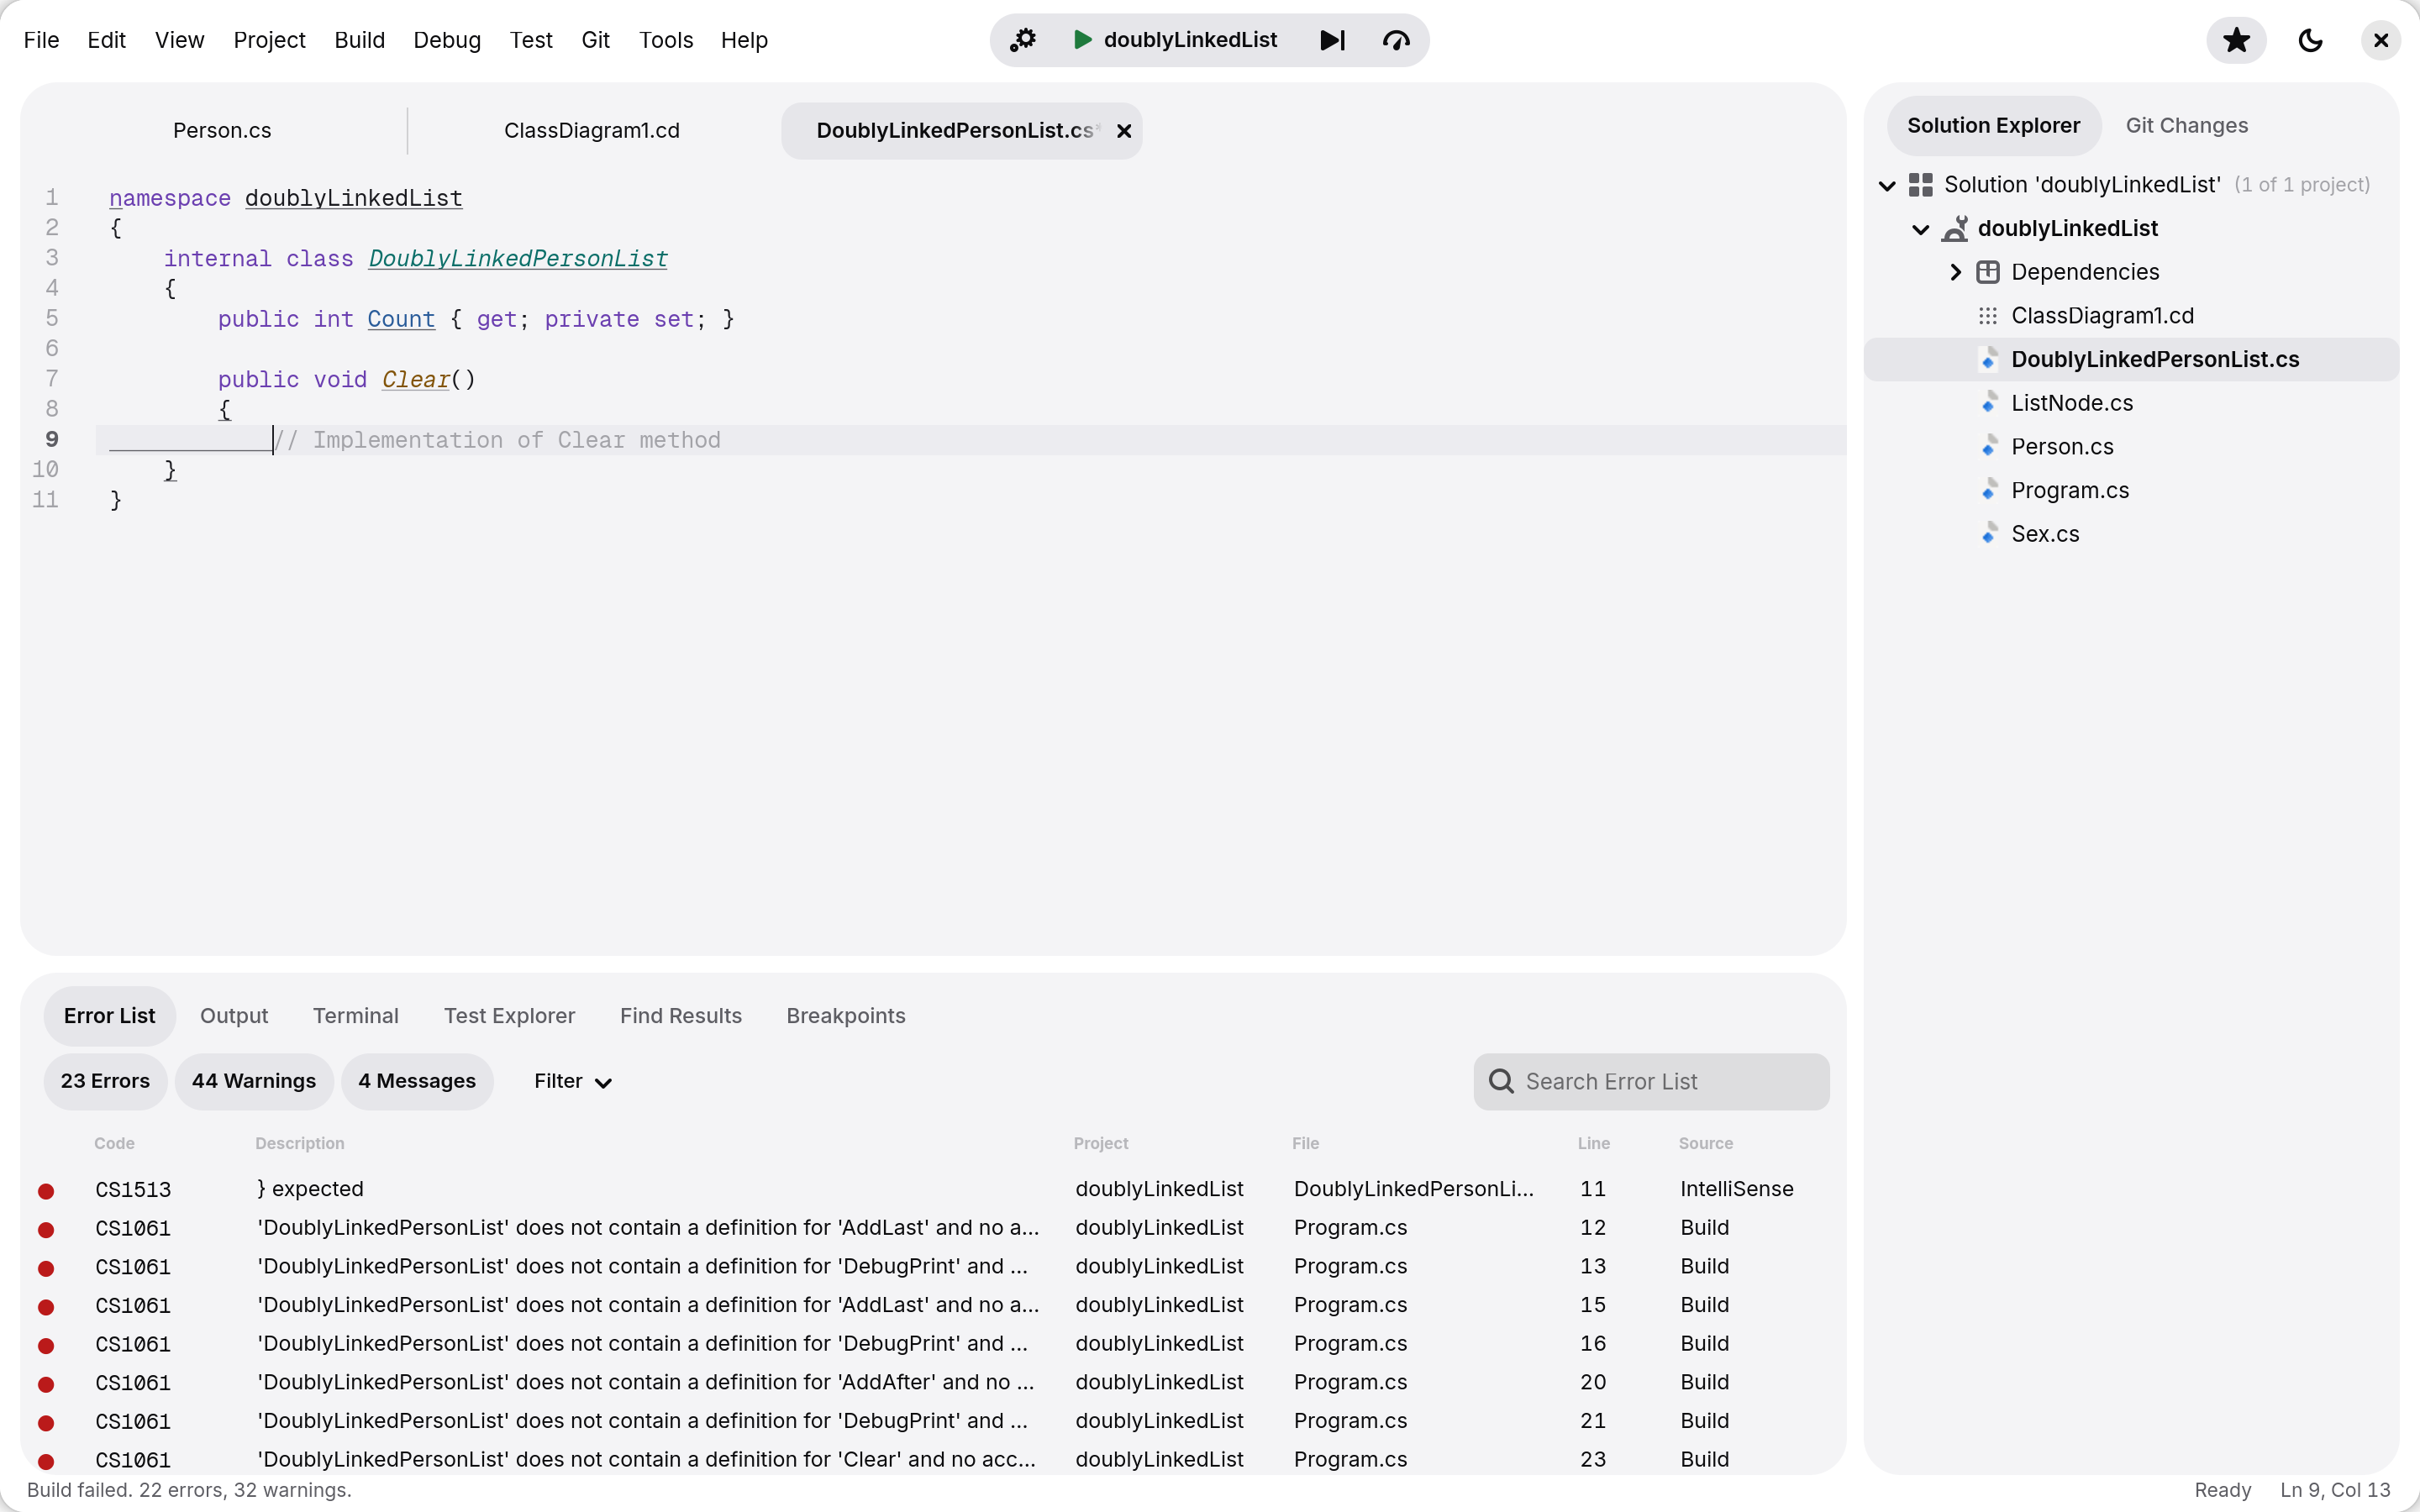 File Edit View Project Build Debug Test Git Tools Help doublyLinkedList
Person.cs ClassDiagram1.cd DoublyLinkedPersonList.cs*
1 namespace doublyLinkedList
2 {
3     internal class DoublyLinkedPersonList
4     {
5         public int Count { get; private set; }
6
7         public void Clear()
8         {
9             // Implementation of Clear method
10     }
11 }
Solution Explorer Git Changes
Solution 'doublyLinkedList' (1 of 1 project)
doublyLinkedList
Dependencies
ClassDiagram1.cd
DoublyLinkedPersonList.cs
ListNode.cs
Person.cs
Program.cs
Sex.cs
Error List Output Terminal Test Explorer Find Results Breakpoints
23 Errors 44 Warnings 4 Messages Filter Search Error List
Code Description Project File Line Source
CS1513 } expected doublyLinkedList DoublyLinkedPersonLi... 11 IntelliSense
CS1061 'DoublyLinkedPersonList' does not contain a definition for 'AddLast' and no a... doublyLinkedList Program.cs 12 Build
CS1061 'DoublyLinkedPersonList' does not contain a definition for 'DebugPrint' and ... doublyLinkedList Program.cs 13 Build
CS1061 'DoublyLinkedPersonList' does not contain a definition for 'AddLast' and no a... doublyLinkedList Program.cs 15 Build
CS1061 'DoublyLinkedPersonList' does not contain a definition for 'DebugPrint' and ... doublyLinkedList Program.cs 16 Build
CS1061 'DoublyLinkedPersonList' does not contain a definition for 'AddAfter' and no ... doublyLinkedList Program.cs 20 Build
CS1061 'DoublyLinkedPersonList' does not contain a definition for 'DebugPrint' and ... doublyLinkedList Program.cs 21 Build
CS1061 'DoublyLinkedPersonList' does not contain a definition for 'Clear' and no acc... doublyLinkedList Program.cs 23 Build
Build failed. 22 errors, 32 warnings. Ready Ln 9, Col 13